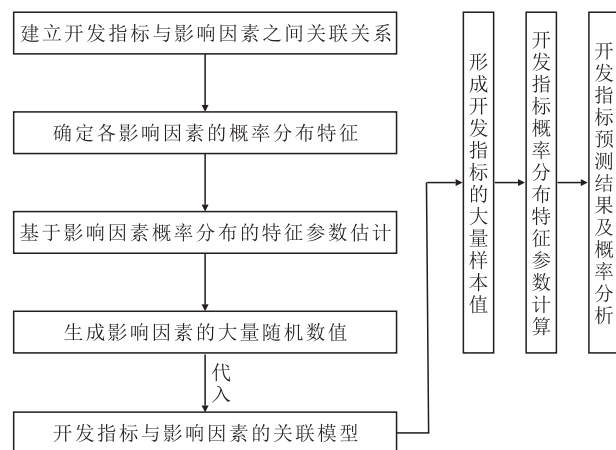 建立开发指标与影响因素之间关联关系
确定各影响因素的概率分布特征
基于影响因素概率分布的特征参数估计
生成影响因素的大量随机数值
代入
开发指标与影响因素的关联模型
形成开发指标的大量样本值
开发指标概率分布特征参数计算
开发指标预测结果及概率分析